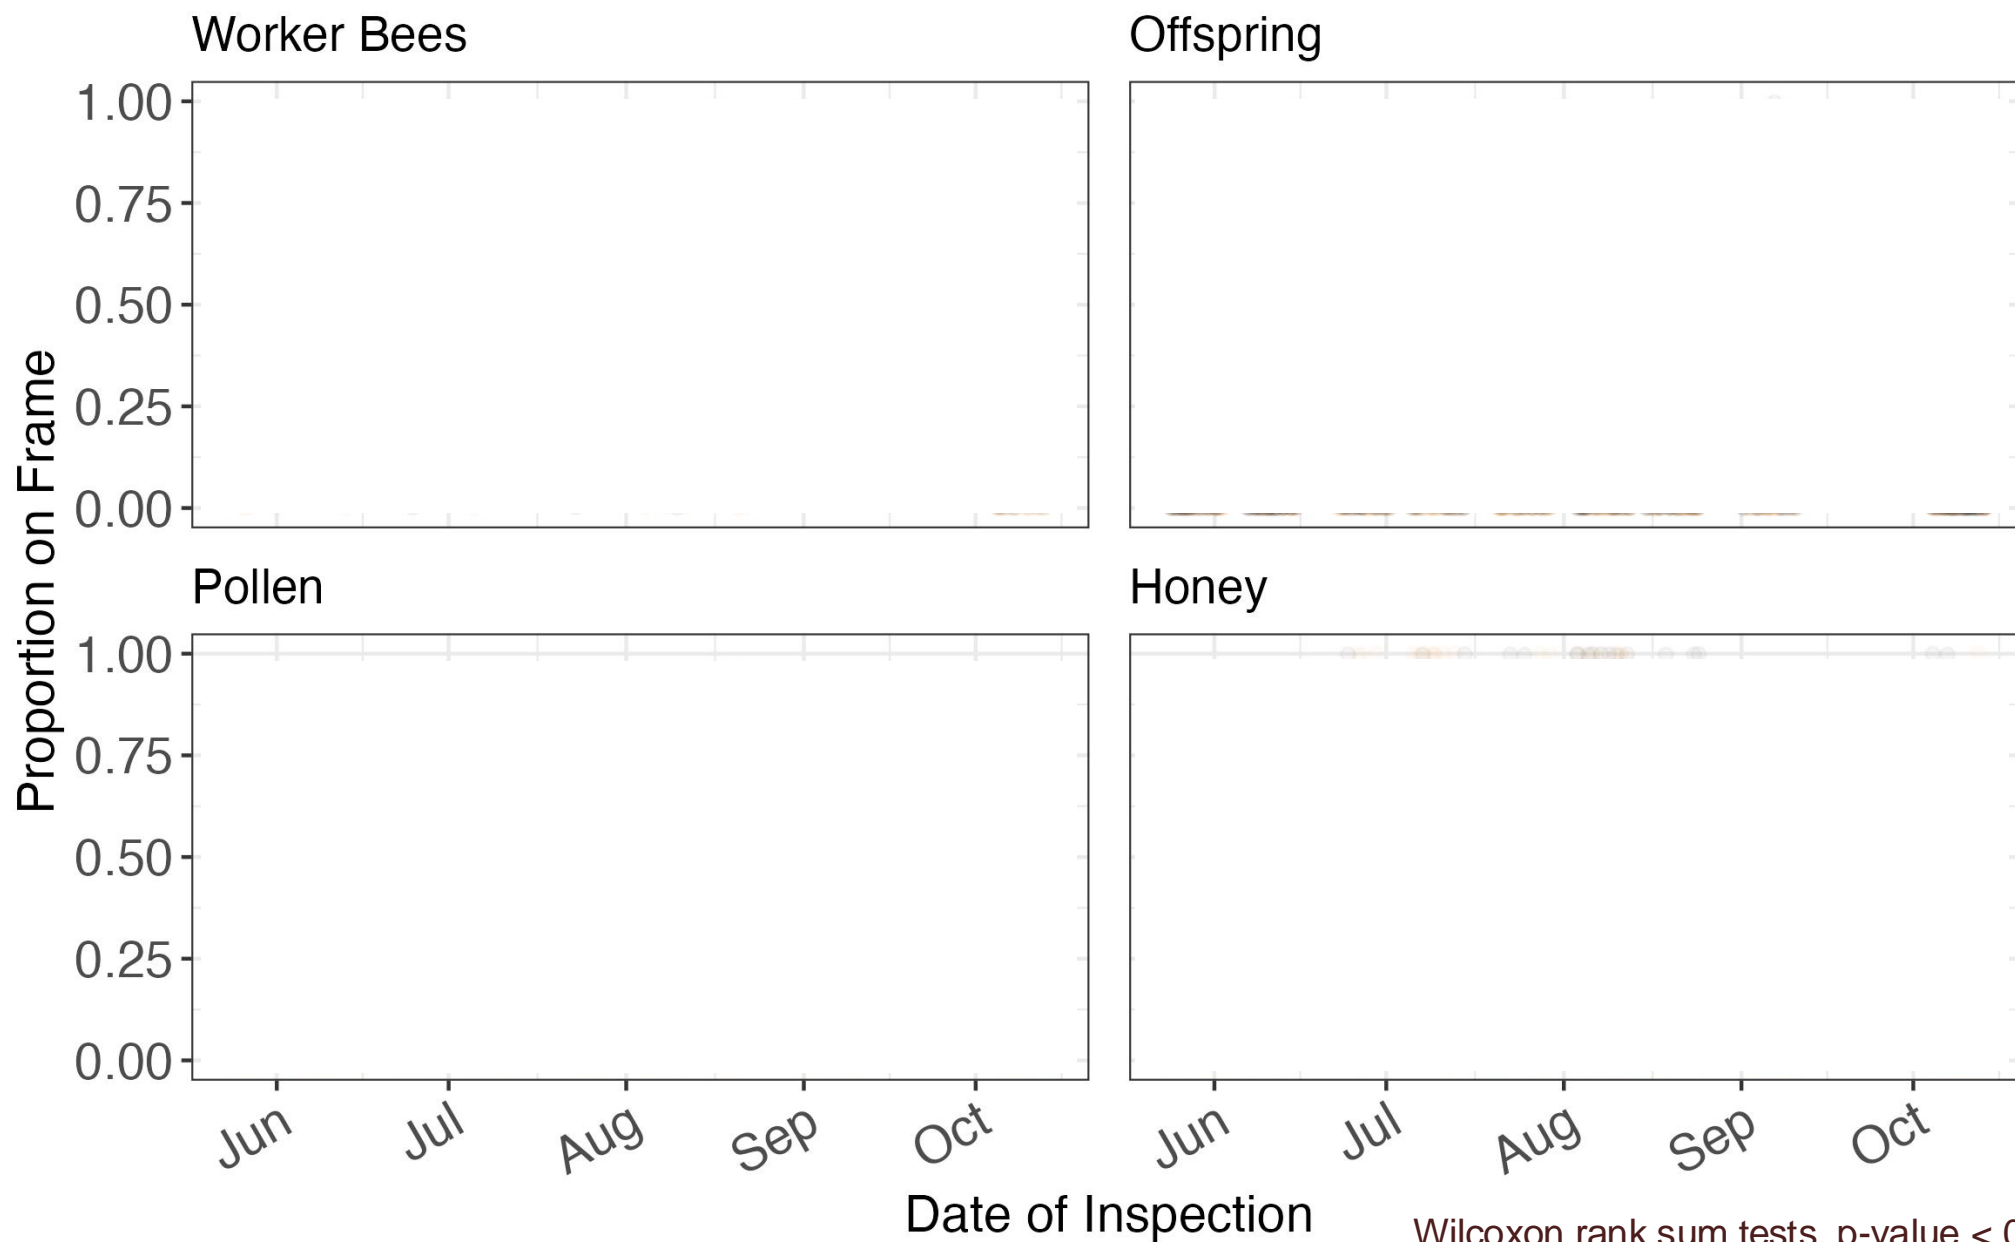 Worker Bees
Offspring
1.00
0.75
0.50
0.25
0.00
Pollen
Honey
1.00
0.75
0.50
0.25
0.00
Proportion on Frame
Jun Jul Aug Sep Oct
Jun Jul Aug Sep Oct
Date of Inspection
Wilcoxon rank sum tests, p-value <